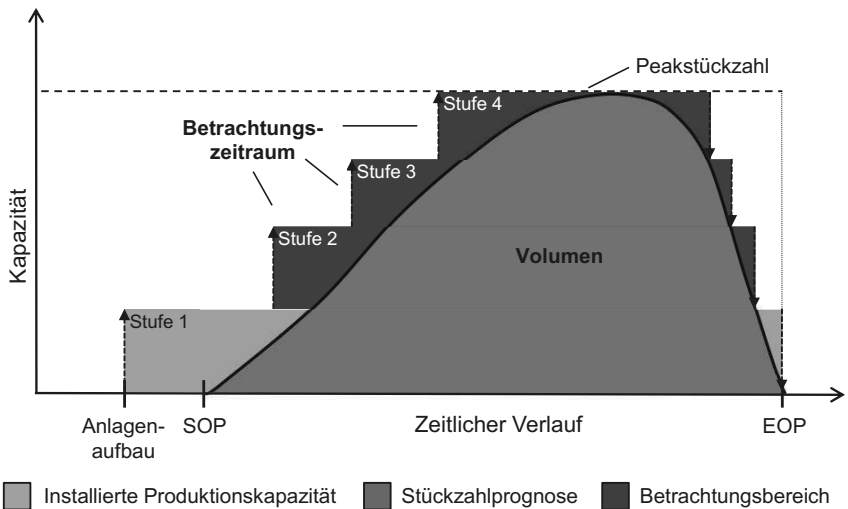 Peakstückzahl
Stufe 4
Betrachtungs-
zeitraum
Stufe 3
Stufe 2
Volumen
Stufe 1
Kapazität
Anlagen-
aufbau
SOP
Zeitlicher Verlauf
EOP
Installierte Produktionskapazität
Stückzahlprognose
Betrachtungsbereich